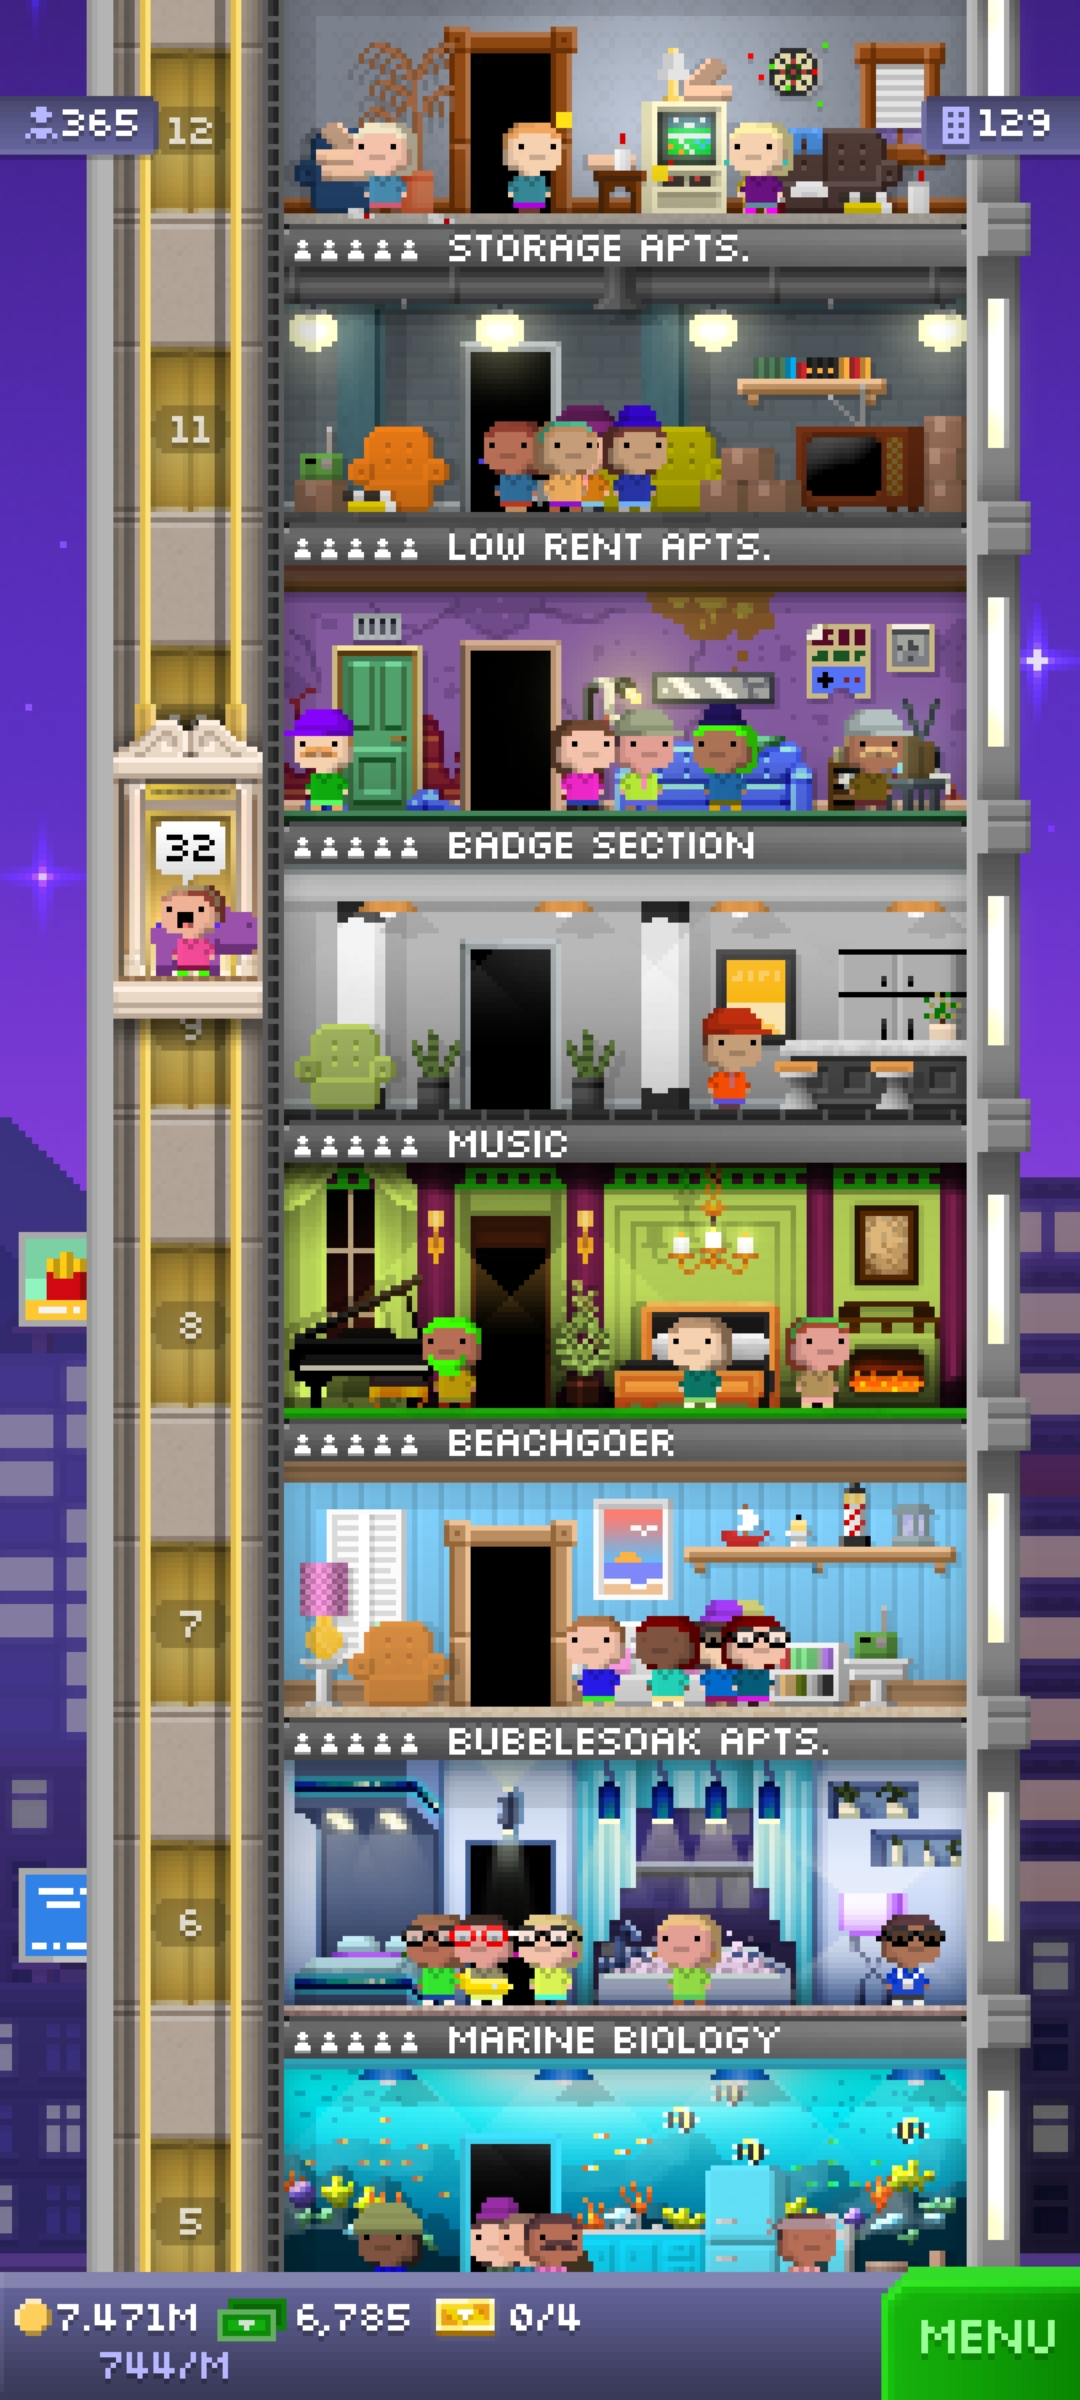 365
12
129
STORAGE APTS.
11
LOW RENT APTS.
BADGE SECTION
32
9
MUSIC
8
BEACHGOER
7
BUBBLESOAK APTS.
6
MARINE BIOLOGY
5
7.471M 6,785 0/4
744/M
MENU